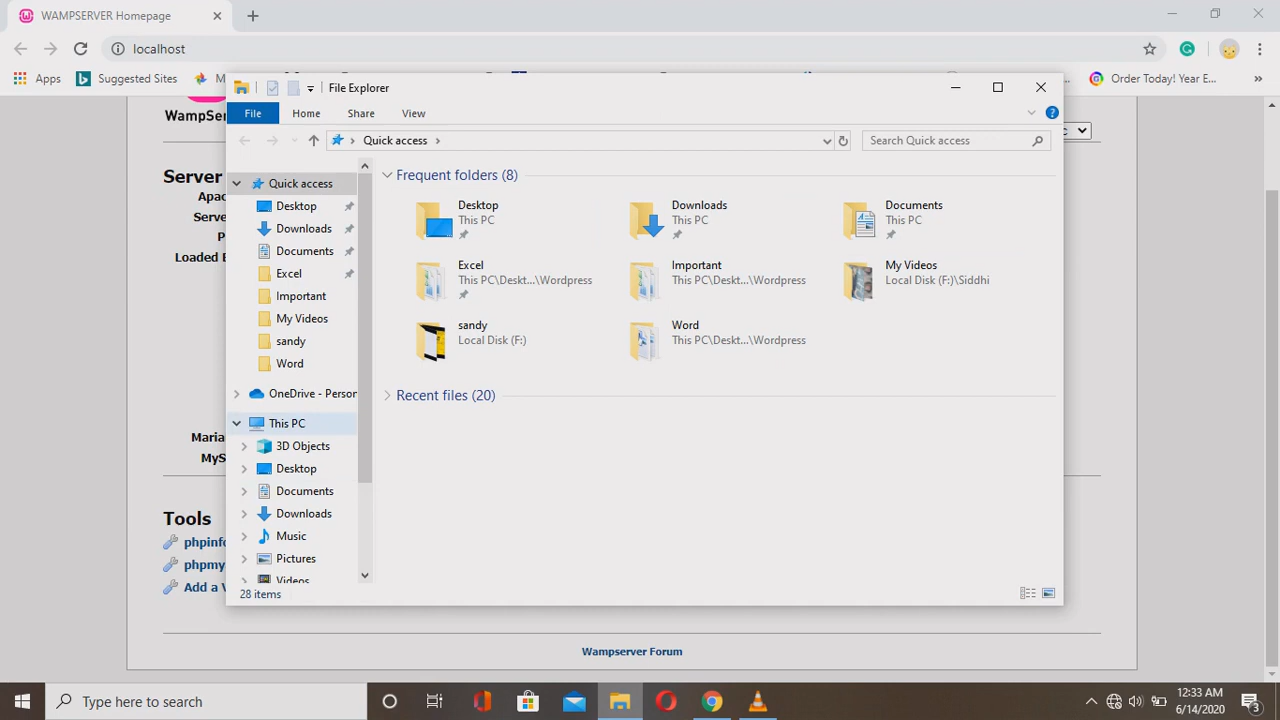 WAMPSERVER Homepage
localhost
Apps
Suggested Sites
Order Today! Year E...
»
File Explorer
File
Home
Share
View
Quick access
Search Quick access
WampSer
Server
Apac
Serve
P
Loaded E
Maria
MyS
Tools
phpinfo
phpmy
Add a V
Quick access
Desktop
Downloads
Documents
Excel
Important
My Videos
sandy
Word
OneDrive - Person
This PC
3D Objects
Desktop
Documents
Downloads
Music
Pictures
Videos
Frequent folders (8)
Desktop
This PC
Downloads
This PC
Documents
This PC
Excel
This PC\Deskt...\Wordpress
Important
This PC\Deskt...\Wordpress
My Videos
Local Disk (F:)\Siddhi
sandy
Local Disk (F:)
Word
This PC\Deskt...\Wordpress
Recent files (20)
28 items
Wampserver Forum
Type here to search
12:33 AM
6/14/2020
3